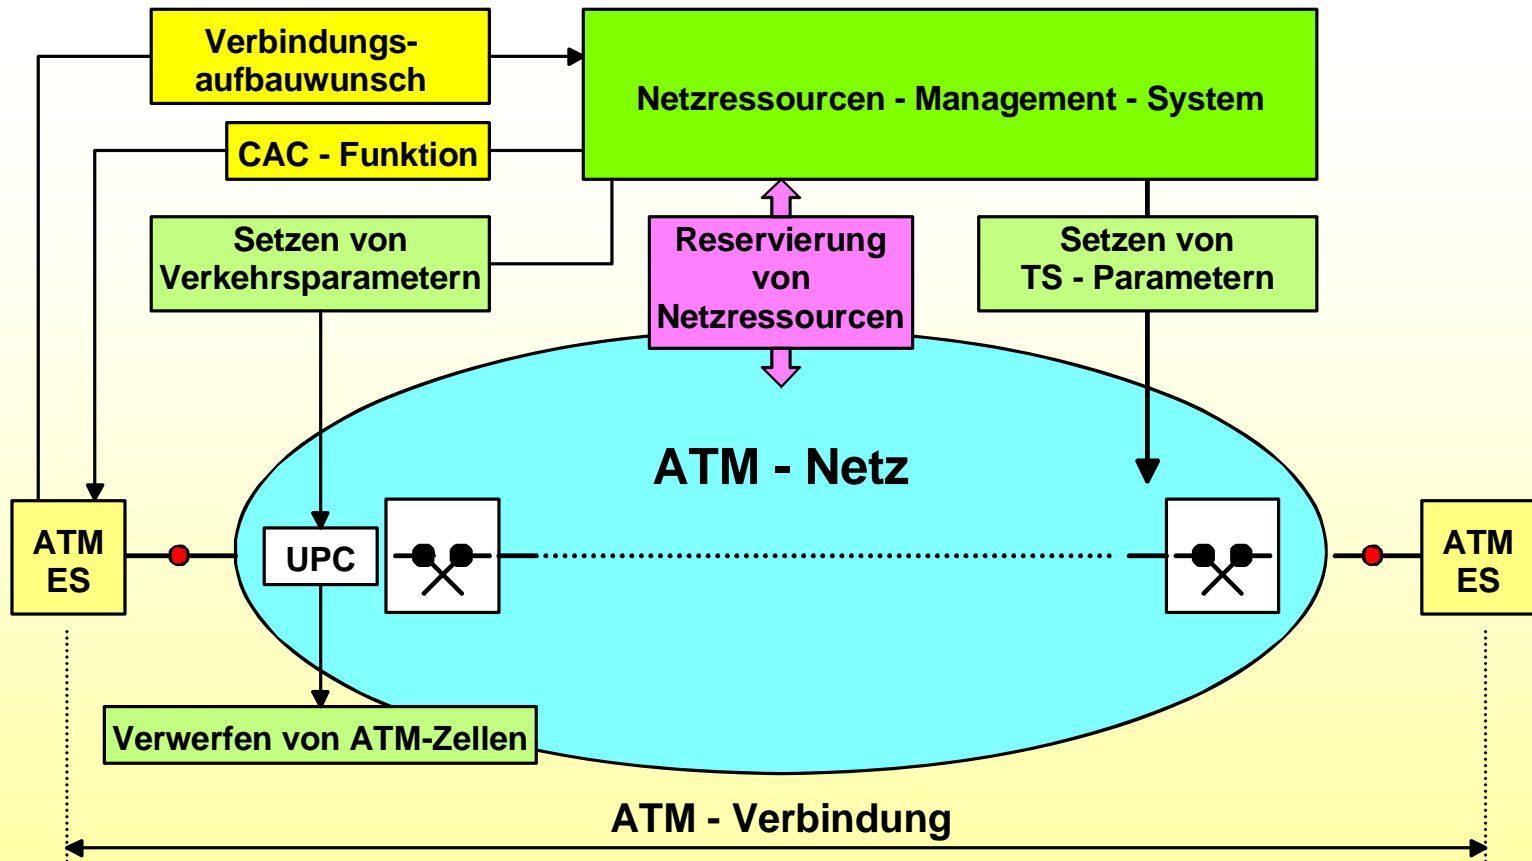 Verbindungs-
aufbauwunsch
Netzressourcen - Management - System
CAC - Funktion
Setzen von
Verkehrsparametern
Reservierung
von
Netzressourcen
Setzen von
TS - Parametern
ATM - Netz
ATM
ES
UPC
ATM
ES
Verwerfen von ATM-Zellen
ATM - Verbindung